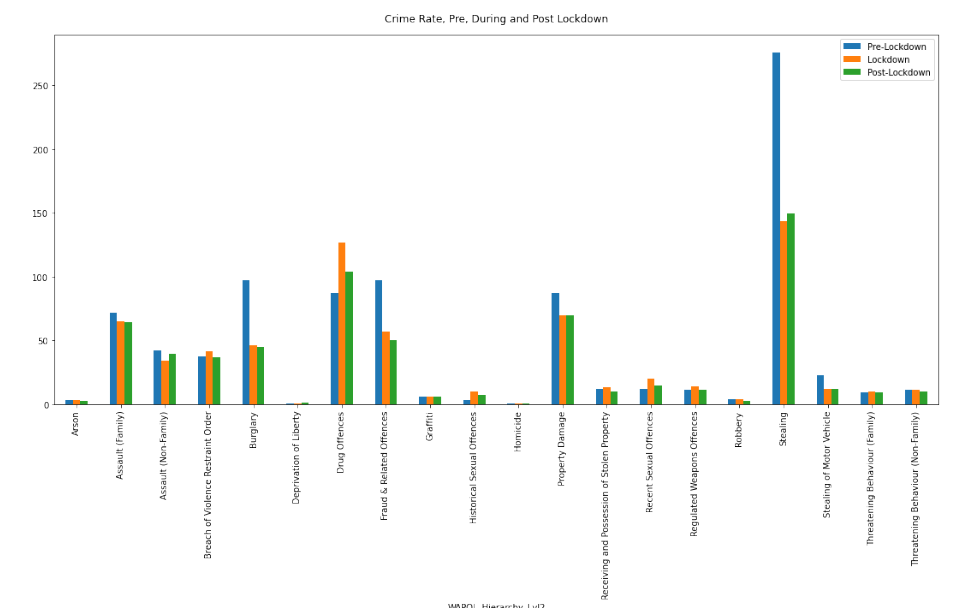 Crime Rate, Pre, During and Post Lockdown
Pre-Lockdown
Lockdown
Post-Lockdown
250
200
150
100
50
0
Arson
Assault (Family)
Assault (Non-Family)
Breach of Violence Restraint Order
Burglary
Deprivation of Liberty
Drug Offences
Fraud & Related Offences
Graffiti
Historical Sexual Offences
Homicide
Property Damage
Receiving and Possession of Stolen Property
Recent Sexual Offences
Regulated Weapons Offences
Robbery
Stealing
Stealing of Motor Vehicle
Threatening Behaviour (Family)
Threatening Behaviour (Non-Family)